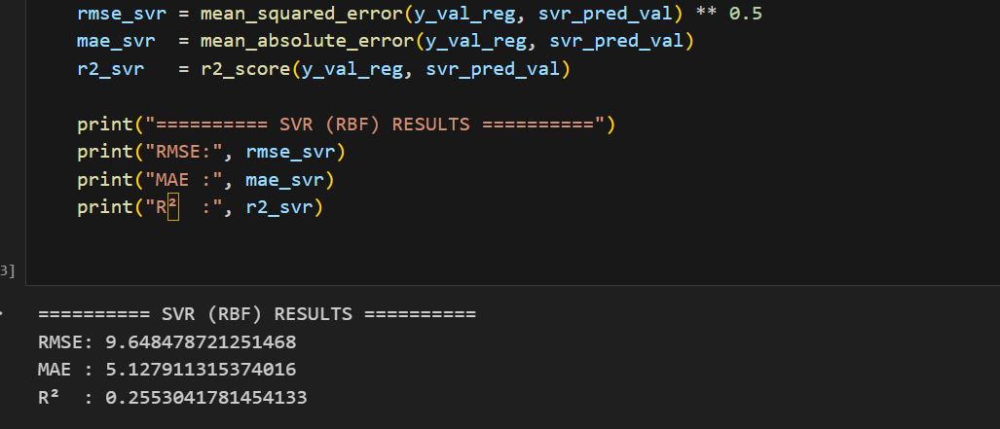 rmse_svr = mean_squared_error(y_val_reg, svr_pred_val) ** 0.5
mae_svr  = mean_absolute_error(y_val_reg, svr_pred_val)
r2_svr   = r2_score(y_val_reg, svr_pred_val)
print("========== SVR (RBF) RESULTS ==========")
print("RMSE:", rmse_svr)
print("MAE :", mae_svr)
print("R²  :", r2_svr)
3]
========== SVR (RBF) RESULTS ==========
RMSE: 9.648478721251468
MAE : 5.127911315374016
R²  : 0.2553041781454133